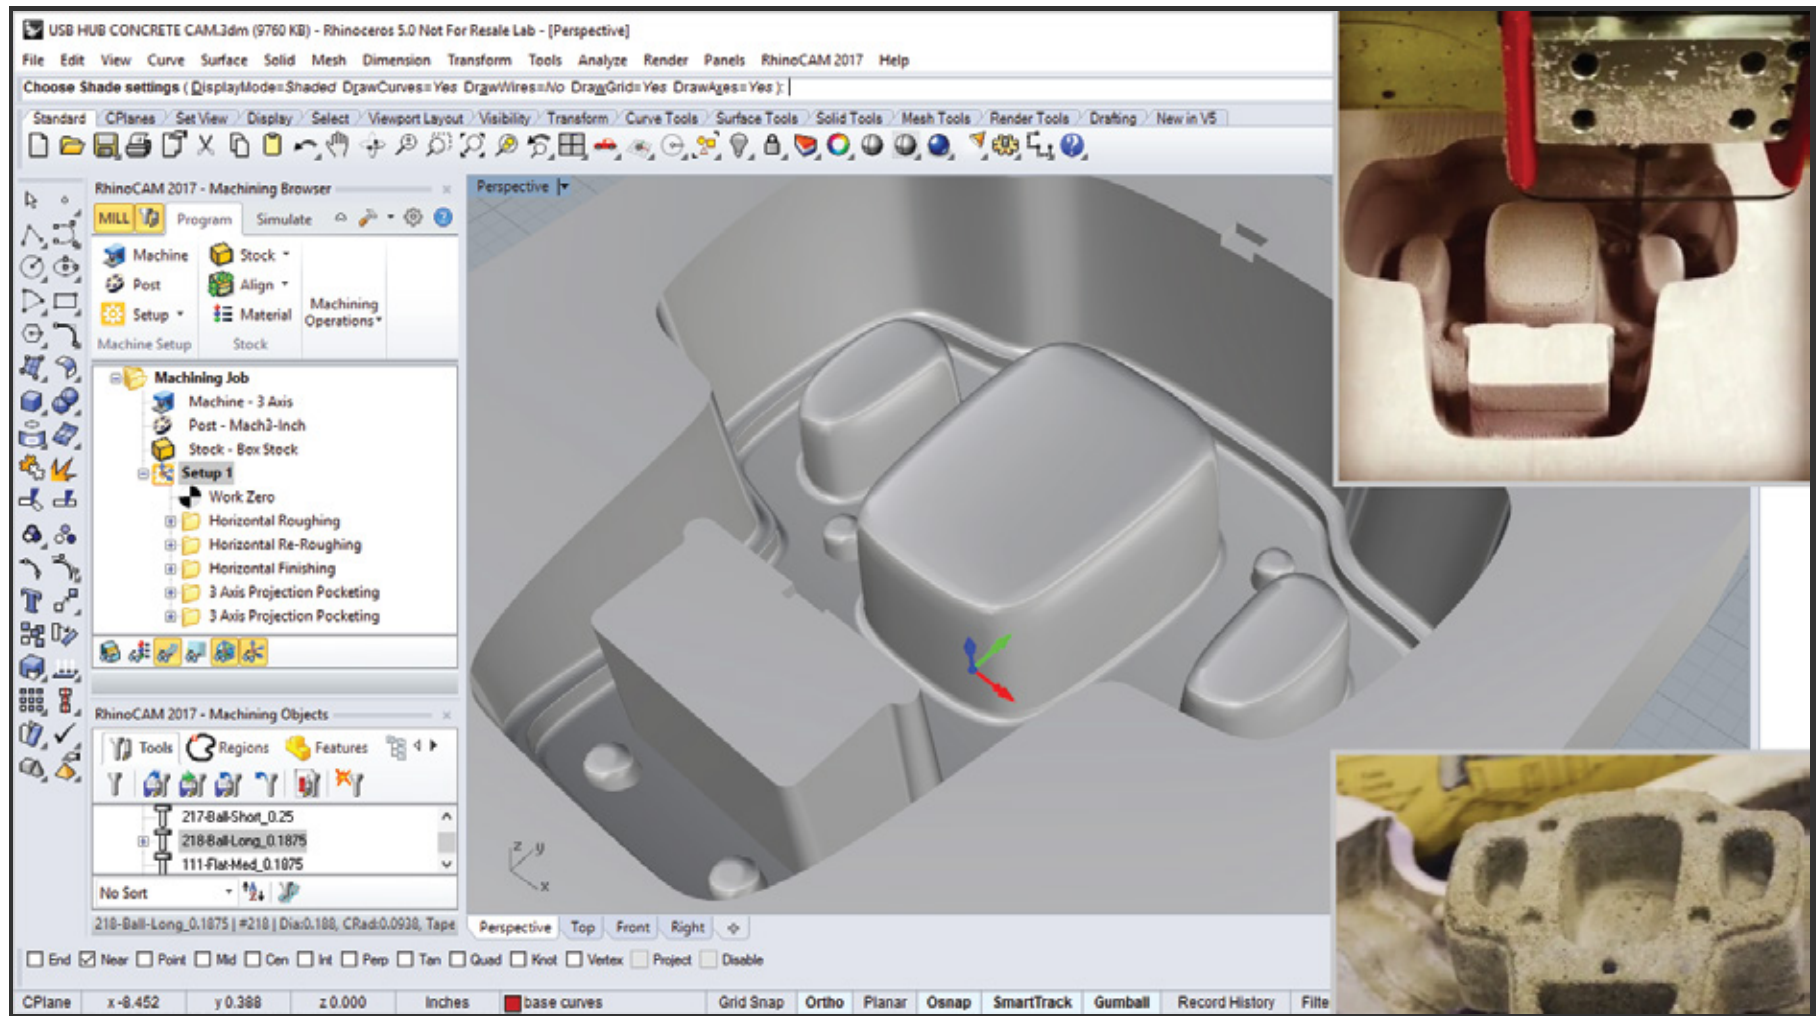 USB HUB CONCRETE CAM.3dm (9760 KB) - Rhinoceros 5.0 Not For Resale Lab - [Perspective]
File Edit View Curve Surface Solid Mesh Dimension Transform Tools Analyze Render Panels RhinoCAM 2017 Help
Choose Shade settings ( DisplayMode=Shaded DrawCurves=Yes DrawWires=No DrawGrid=Yes DrawAxes=Yes ):
Standard CPlanes Set View Display Select Viewport Layout Visibility Transform Curve Tools Surface Tools Solid Tools Mesh Tools Render Tools Drafting New in V5
RhinoCAM 2017 - Machining Browser
Perspective
MILL Program Simulate
Machine Stock
Post Align
Setup Material
Machining
Operations
Machine Setup Stock
Machining Job
Machine - 3 Axis
Post - Mach3-Inch
Stock - Box Stock
Setup 1
Work Zero
Horizontal Roughing
Horizontal Re-Roughing
Horizontal Finishing
3 Axis Projection Pocketing
3 Axis Projection Pocketing
RhinoCAM 2017 - Machining Objects
Tools Regions Features
217-Ball-Short_0.25
218-Ball-Long_0.1875
111-Flat-Med_0.1875
No Sort
218-Ball-Long_0.1875 | #218 | Dia:0.188, CRad:0.0938, Tape
z y
x
Perspective Top Front Right
End Near Point Mid Cen Int Perp Tan Quad Knot Vertex Project Disable
CPlane x -8.452 y 0.388 z 0.000 Inches base curves Grid Snap Ortho Planar Osnap SmartTrack Gumball Record History Filte